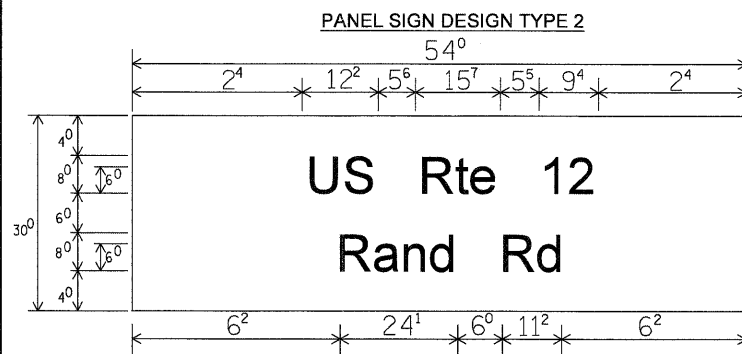 PANEL SIGN DESIGN TYPE 2
54⁰
2⁴ 12² 5⁶ 15⁷ 5⁵ 9⁴ 2⁴
4⁰
8⁰ 6⁰
6⁰
30⁰
8⁰ 6⁰
4⁰
US Rte 12
Rand Rd
6² 24¹ 6⁰ 11² 6²